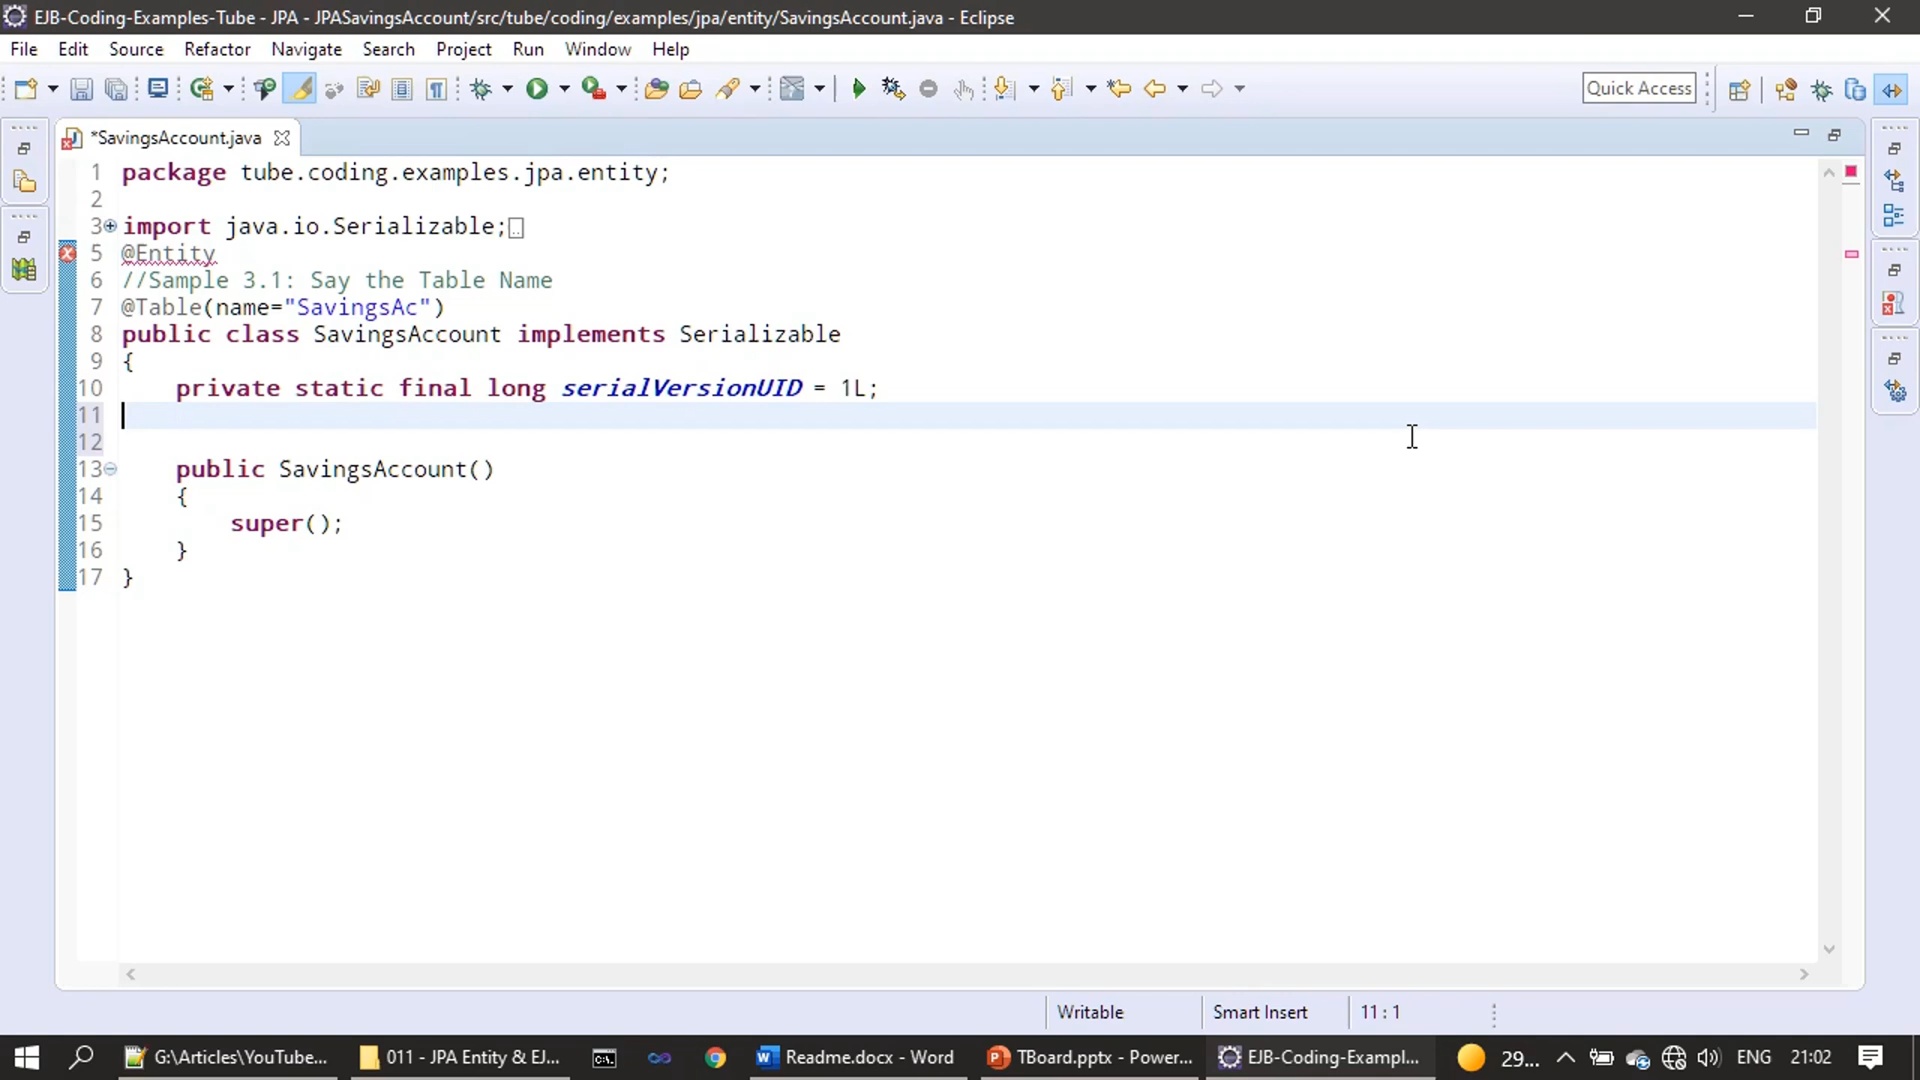 EJB-Coding-Examples-Tube - JPA - JPASavingsAccount/src/tube/coding/examples/jpa/entity/SavingsAccount.java - Eclipse
File Edit Source Refactor Navigate Search Project Run Window Help
Quick Access
*SavingsAccount.java
1 package tube.coding.examples.jpa.entity;
2
3 import java.io.Serializable;
5 @Entity
6 //Sample 3.1: Say the Table Name
7 @Table(name="SavingsAc")
8 public class SavingsAccount implements Serializable
9 {
10 private static final long serialVersionUID = 1L;
11
12
13 public SavingsAccount()
14 {
15 super();
16 }
17 }
Writable Smart Insert 11 : 1
G:\Articles\YouTube... 011 - JPA Entity & EJ... Readme.docx - Word TBoard.pptx - Power... EJB-Coding-Exampl... 29... ENG 21:02